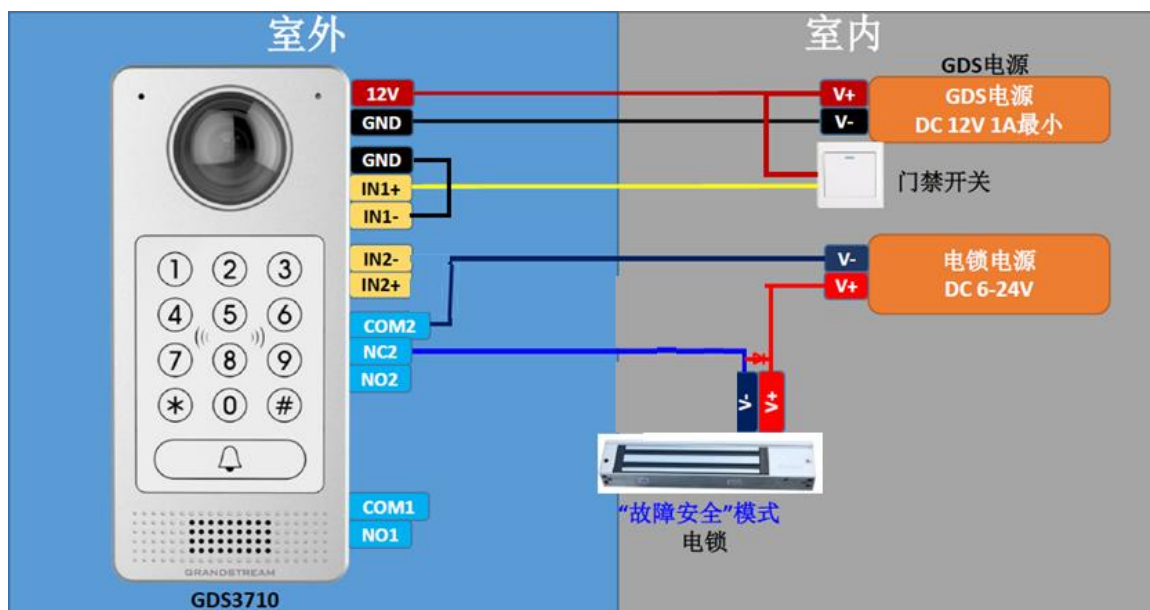 室外
室内
GDS电源
12V
V+
GDS电源
GND
V-
DC 12V 1A最小
GND
IN1+
门禁开关
IN1-
1 2 3
IN2-
V-
电锁电源
IN2+
V+
DC 6-24V
4 5 6
COM2
7 8 9
NC2
NO2
V-
V+
* 0 #
COM1
“故障安全”模式
NO1
电锁
GRANDSTREAM
GDS3710